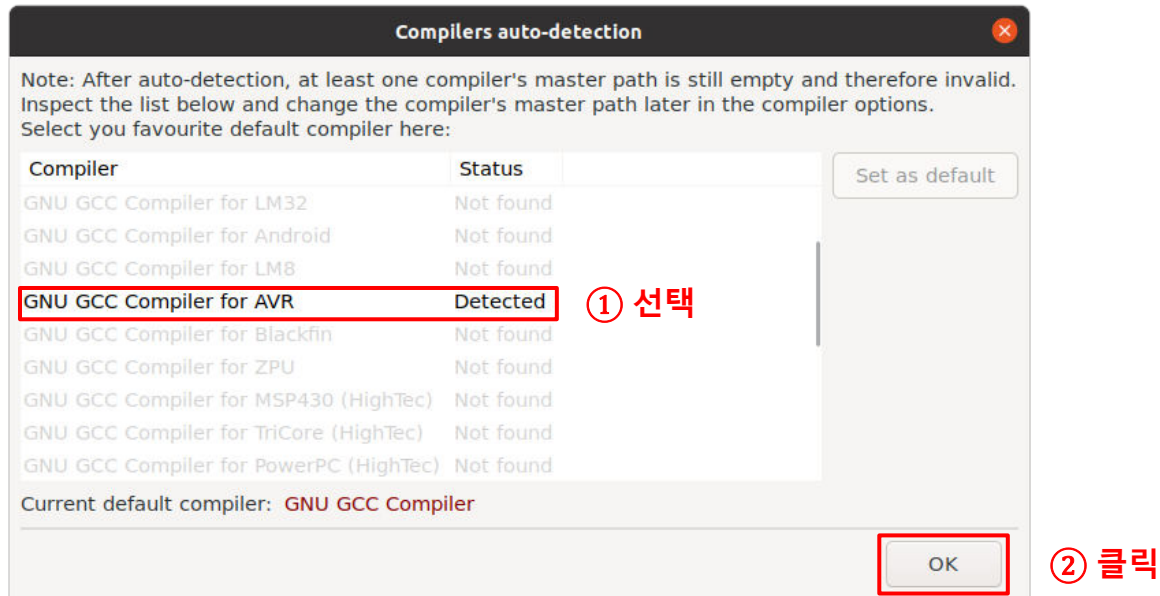 Compilers auto-detection
Note: After auto-detection, at least one compiler's master path is still empty and therefore invalid.
Inspect the list below and change the compiler's master path later in the compiler options.
Select you favourite default compiler here:
Compiler Status
Set as default
GNU GCC Compiler for LM32 Not found
GNU GCC Compiler for Android Not found
GNU GCC Compiler for LM8 Not found
GNU GCC Compiler for AVR Detected ① 선택
GNU GCC Compiler for Blackfin Not found
GNU GCC Compiler for ZPU Not found
GNU GCC Compiler for MSP430 (HighTec) Not found
GNU GCC Compiler for TriCore (HighTec) Not found
GNU GCC Compiler for PowerPC (HighTec) Not found
Current default compiler: GNU GCC Compiler
OK ② 클릭